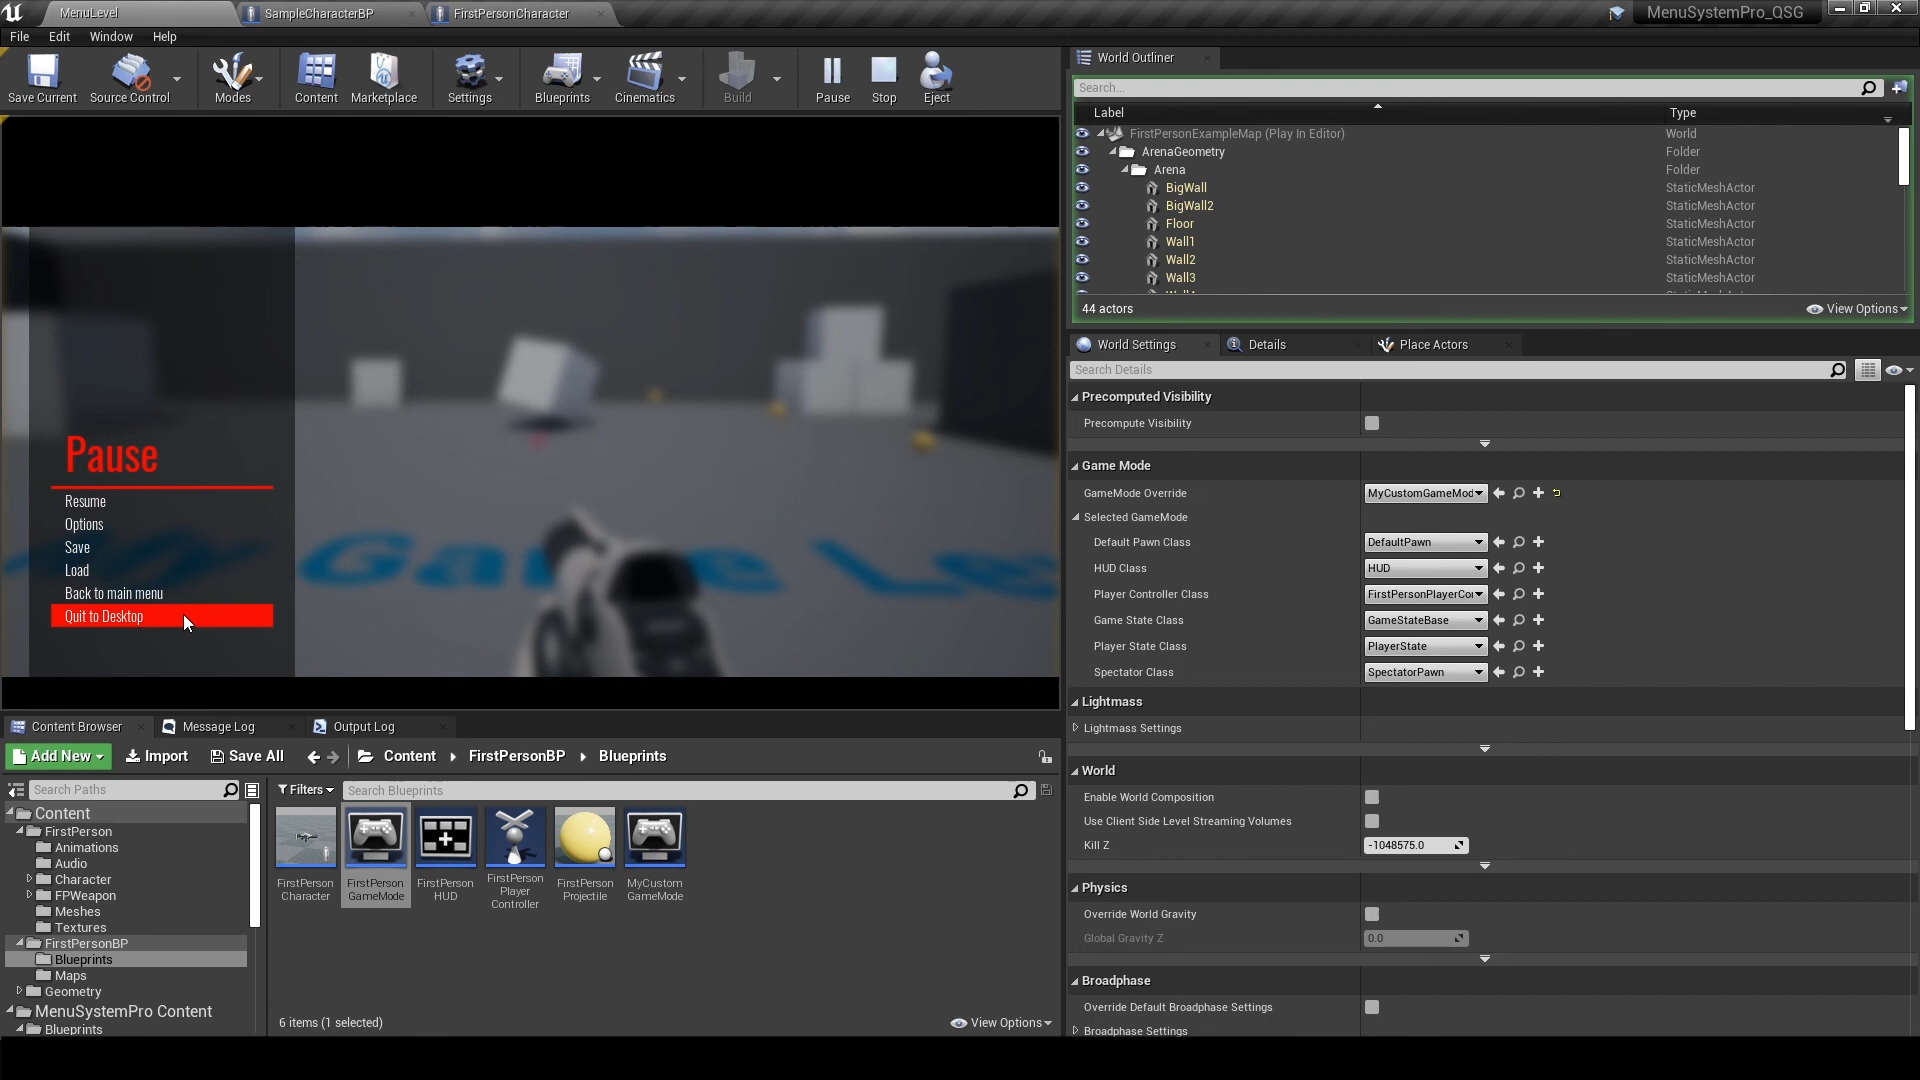 MenuLevel
SampleCharacterBP
FirstPersonCharacter
MenuSystemPro_QSG
File Edit Window Help
Save Current
Source Control
Modes
Content
Marketplace
Settings
Blueprints
Cinematics
Build
Pause
Stop
Eject
Pause
Resume
Options
Save
Load
Back to main menu
Quit to Desktop
World Outliner
Search...
Label Type
FirstPersonExampleMap (Play In Editor) World
ArenaGeometry Folder
Arena Folder
BigWall StaticMeshActor
BigWall2 StaticMeshActor
Floor StaticMeshActor
Wall1 StaticMeshActor
Wall2 StaticMeshActor
Wall3 StaticMeshActor
44 actors
View Options
World Settings
Details
Place Actors
Search Details
Precomputed Visibility
Precompute Visibility
Game Mode
GameMode Override MyCustomGameMod
Selected GameMode
Default Pawn Class DefaultPawn
HUD Class HUD
Player Controller Class FirstPersonPlayerCo
Game State Class GameStateBase
Player State Class PlayerState
Spectator Class SpectatorPawn
Lightmass
Lightmass Settings
World
Enable World Composition
Use Client Side Level Streaming Volumes
Kill Z -1048575.0
Physics
Override World Gravity
Global Gravity Z 0.0
Broadphase
Override Default Broadphase Settings
Broadphase Settings
Content Browser
Message Log
Output Log
Add New
Import
Save All
Content
FirstPersonBP
Blueprints
Search Paths
Filters
Search Blueprints
Content
FirstPerson
Animations
Audio
Character
FPWeapon
Meshes
Textures
FirstPersonBP
Blueprints
Maps
Geometry
MenuSystemPro Content
Blueprints
FirstPerson
Character
FirstPerson
GameMode
FirstPerson
HUD
FirstPerson
Player
Controller
FirstPerson
Projectile
MyCustom
GameMode
6 items (1 selected)
View Options